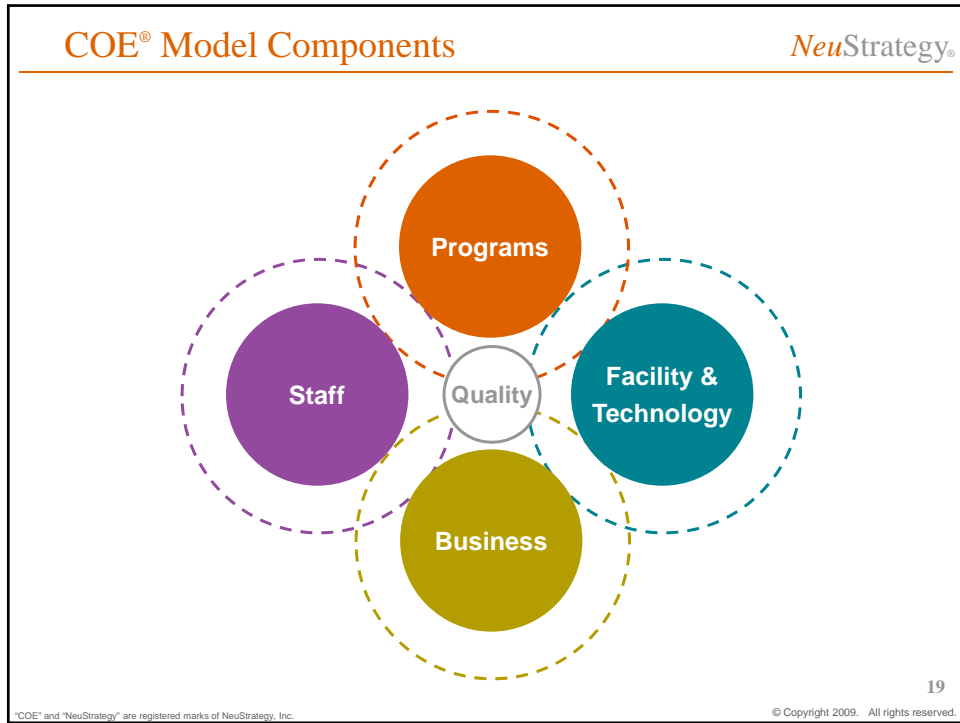 COE® Model Components
NeuStrategy®
Programs
Staff
Quality
Facility &
Technology
Business
19
"COE" and "NeuStrategy" are registered marks of NeuStrategy, Inc.
© Copyright 2009. All rights reserved.